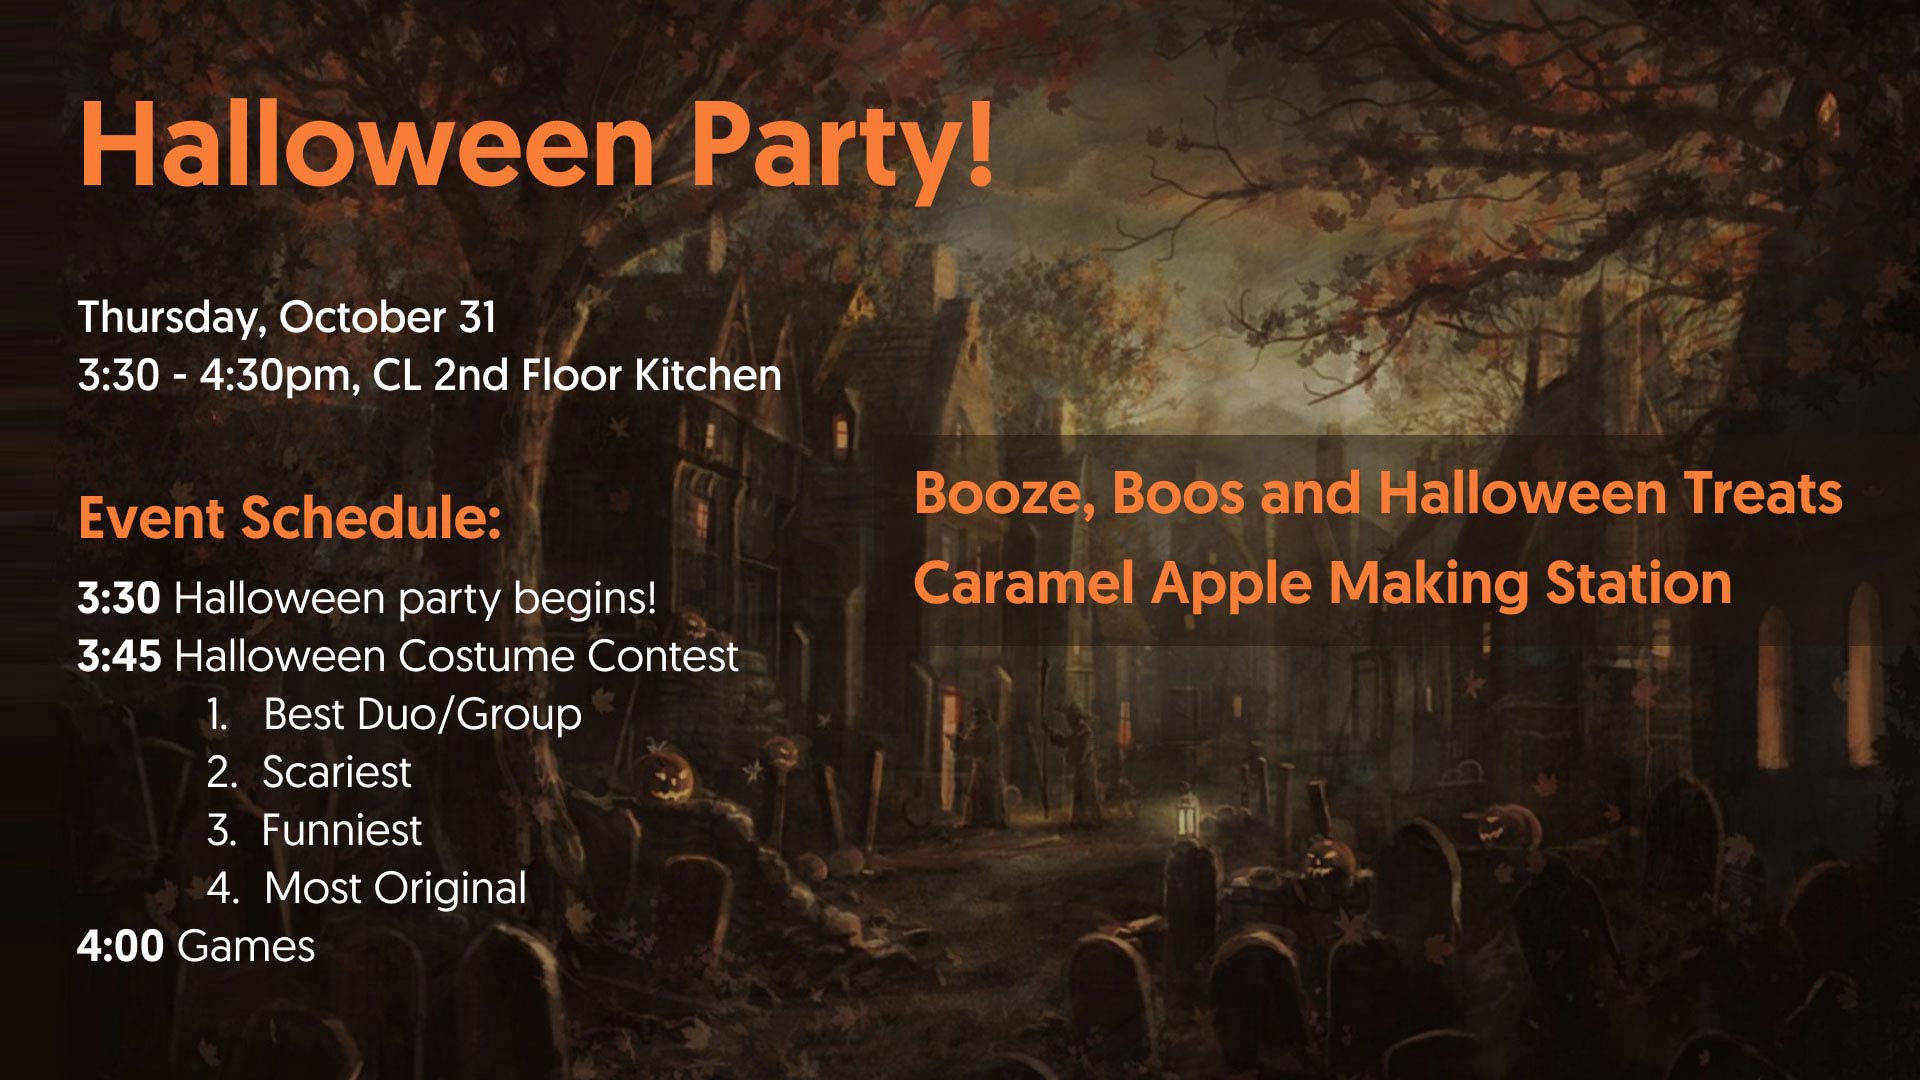 Halloween Party!
Thursday, October 31
3:30 - 4:30pm, CL 2nd Floor Kitchen
Event Schedule:
3:30 Halloween party begins!
3:45 Halloween Costume Contest
1. Best Duo/Group
2. Scariest
3. Funniest
4. Most Original
4:00 Games
Booze, Boos and Halloween Treats
Caramel Apple Making Station